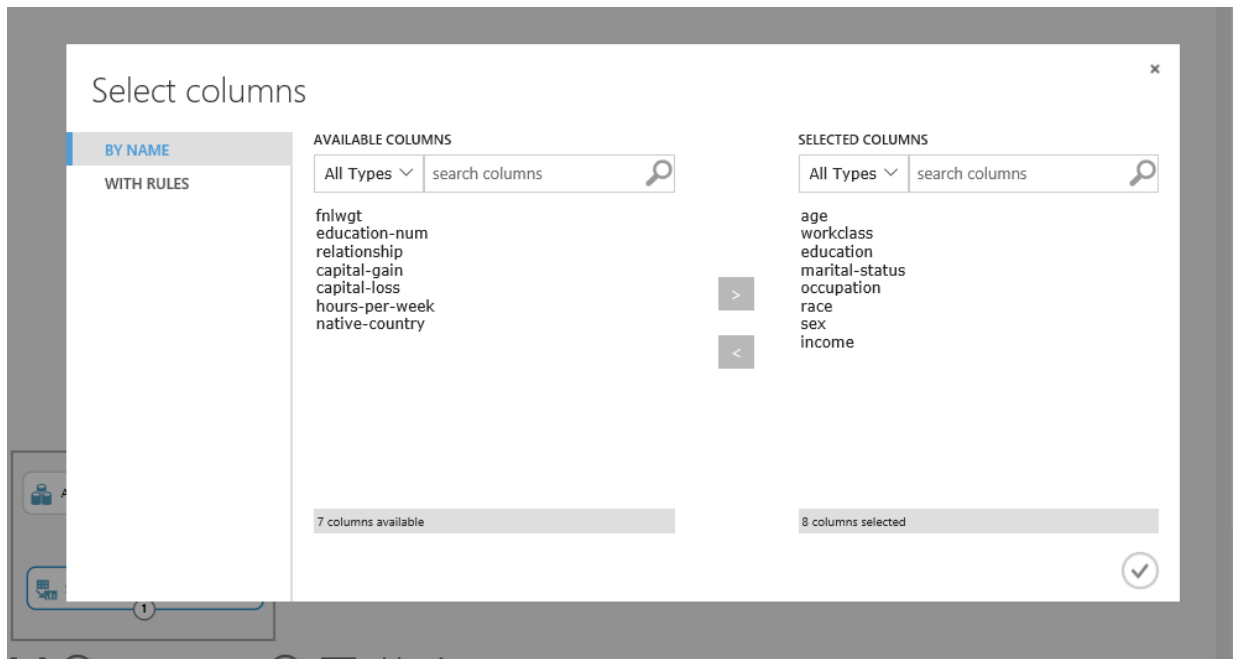 Select columns
×
BY NAME
WITH RULES
AVAILABLE COLUMNS
All Types
search columns
fnlwgt
education-num
relationship
capital-gain
capital-loss
hours-per-week
native-country
7 columns available
>
<
SELECTED COLUMNS
All Types
search columns
age
workclass
education
marital-status
occupation
race
sex
income
8 columns selected
1